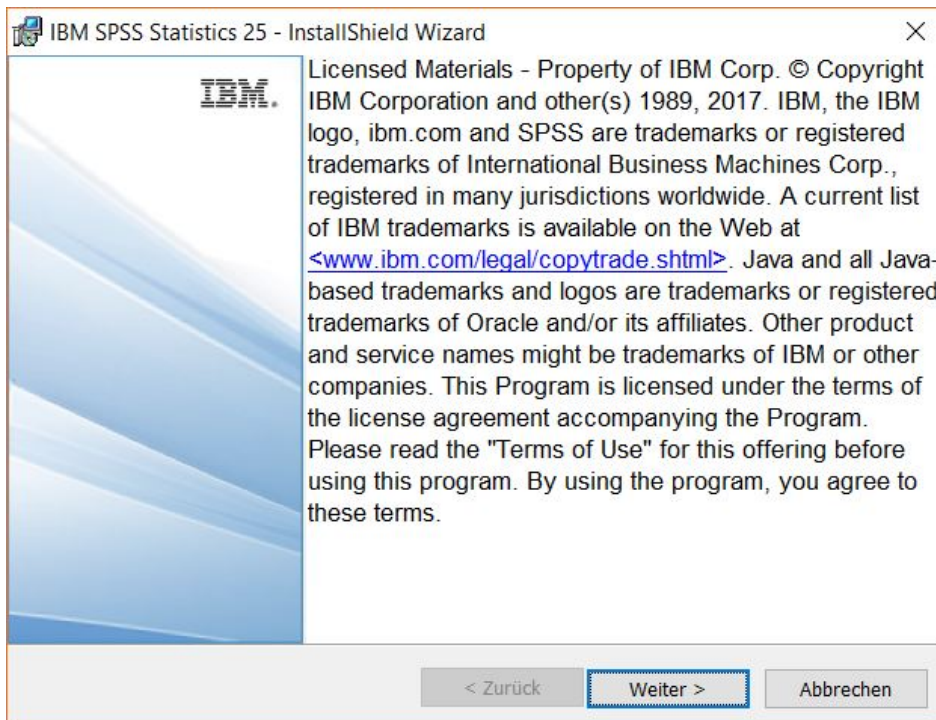 IBM SPSS Statistics 25 - InstallShield Wizard
IBM.
Licensed Materials - Property of IBM Corp. © Copyright
IBM Corporation and other(s) 1989, 2017. IBM, the IBM
logo, ibm.com and SPSS are trademarks or registered
trademarks of International Business Machines Corp.,
registered in many jurisdictions worldwide. A current list
of IBM trademarks is available on the Web at
<www.ibm.com/legal/copytrade.shtml>. Java and all Java-
based trademarks and logos are trademarks or registered
trademarks of Oracle and/or its affiliates. Other product
and service names might be trademarks of IBM or other
companies. This Program is licensed under the terms of
the license agreement accompanying the Program.
Please read the "Terms of Use" for this offering before
using this program. By using the program, you agree to
these terms.
< Zurück
Weiter >
Abbrechen